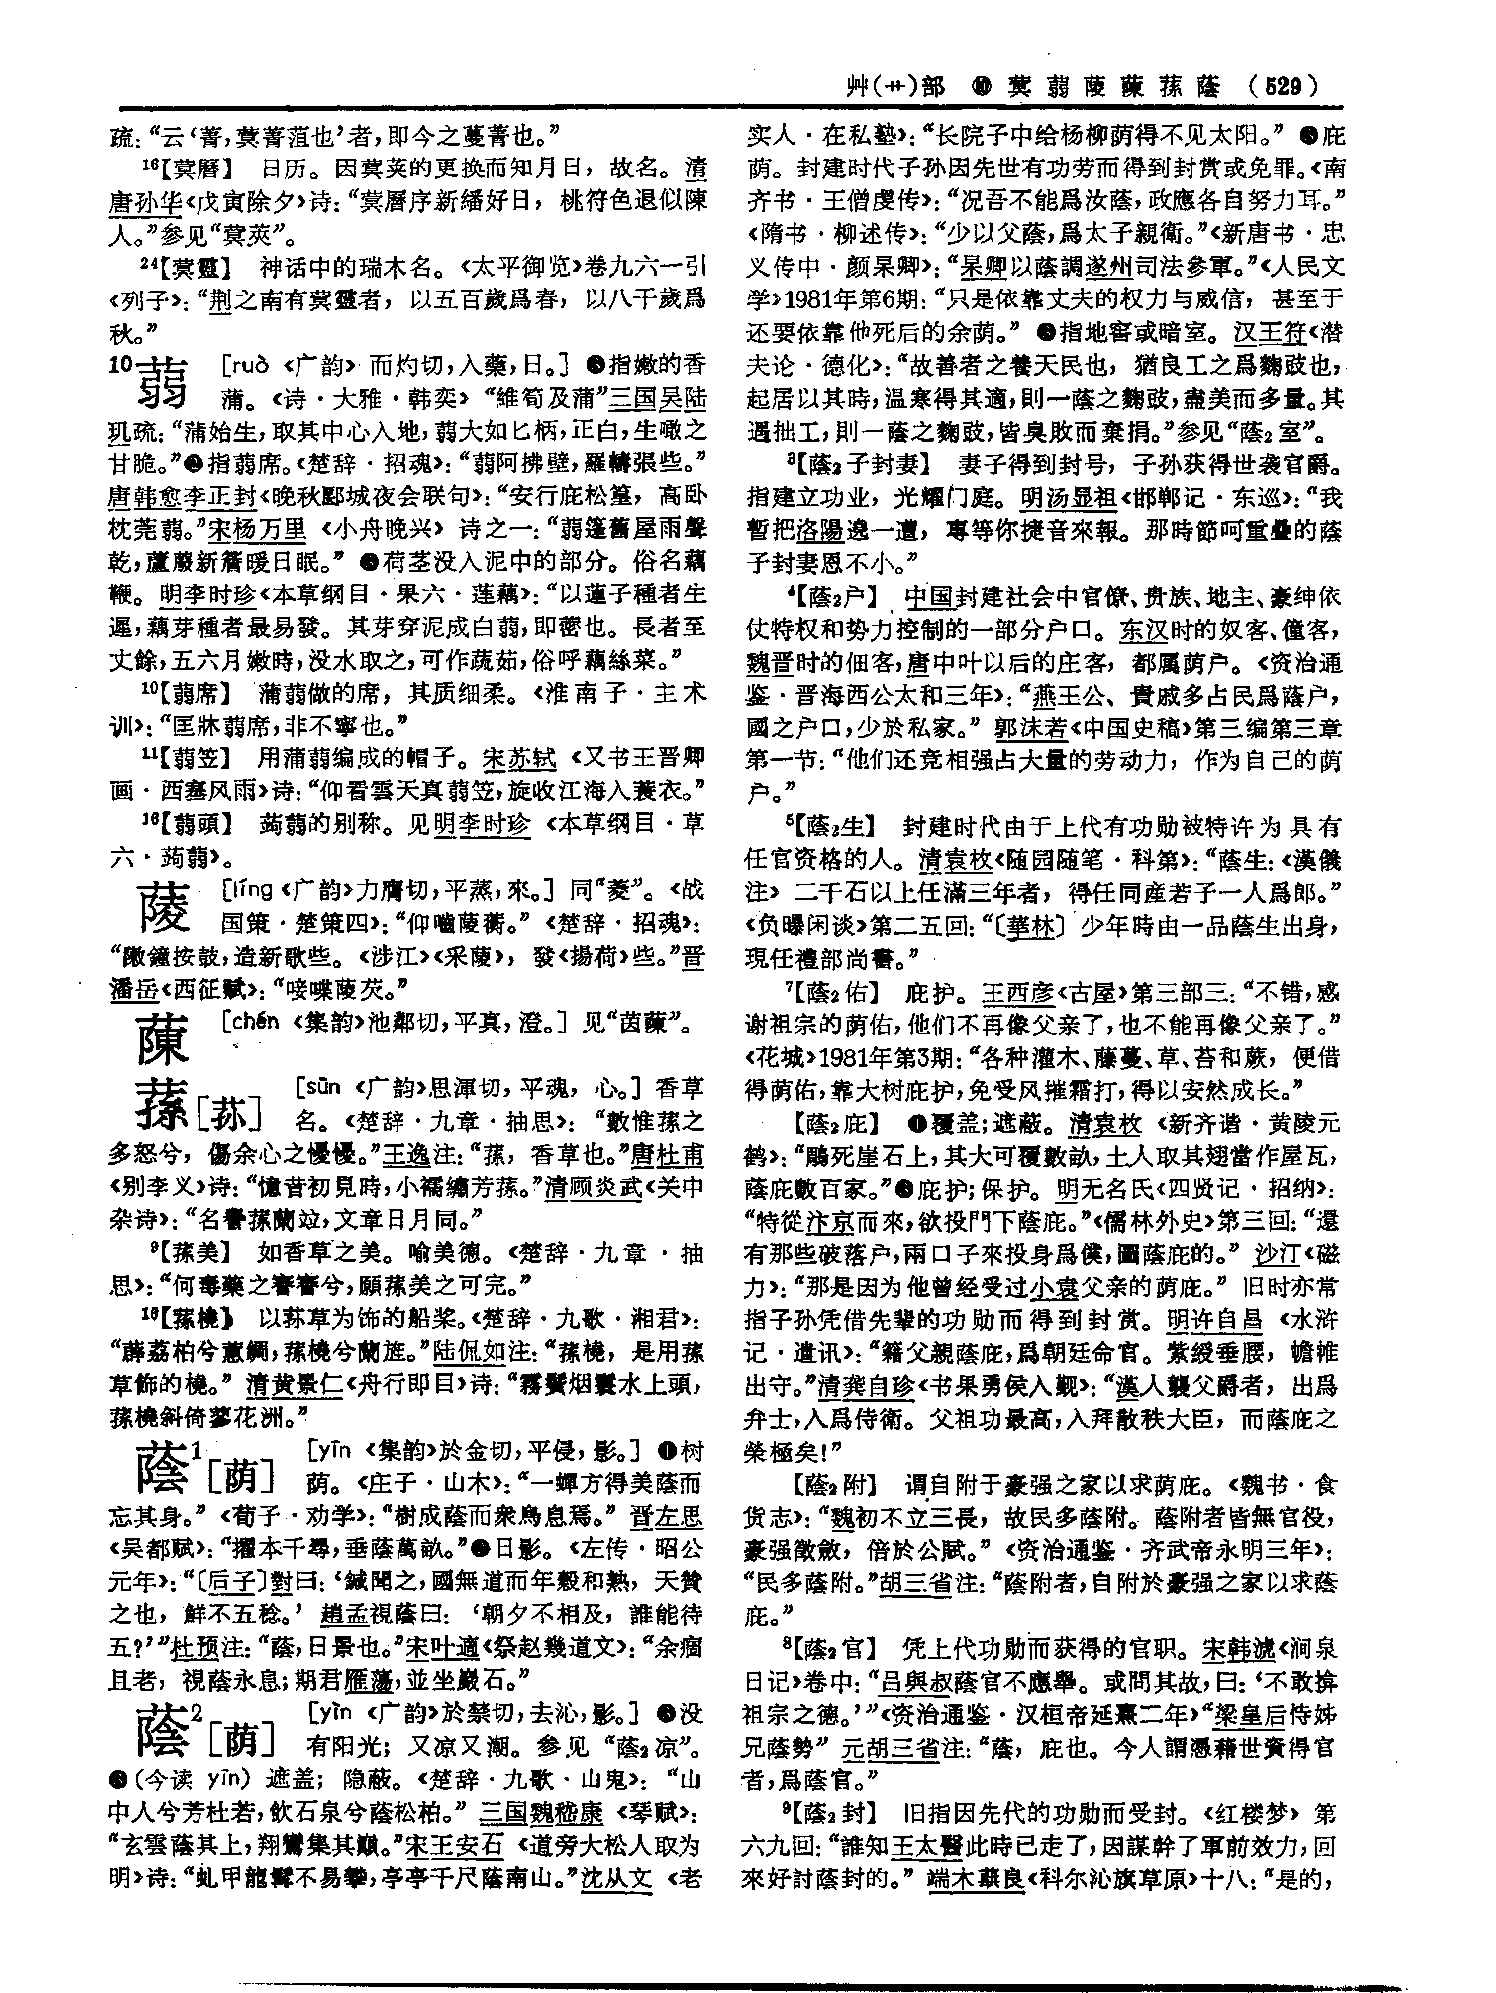 艸(艹)部 ❿ 蓂 蒻 蔆 蔯 蓀 蔭 (529)
疏：“云‘菁，蓂菁菹也’者，即今之蔓菁也。”
16【蓂曆】 日历。因蓂荚的更换而知月日，故名。清
唐孙华《戊寅除夕》诗：“蓂曆序新繙好日，桃符色退似陳
人。”参见“蓂莢”。
24【蓂靈】 神话中的瑞木名。《太平御览》卷九六一引
《列子》：“荆之南有蓂靈者，以五百歲爲春，以八千歲爲
秋。”
10蒻 [ruò《广韵》而灼切，入藥，日。] ❶指嫩的香
蒲。《诗·大雅·韩奕》“維筍及蒲”三国吴陆
玑疏：“蒲始生，取其中心入地，蒻大如匕柄，正白，生噉之
甘脆。”❷指蒻席。《楚辞·招魂》：“蒻阿拂壁，羅幬張些。”
唐韩愈李正封《晚秋郾城夜会联句》：“安行庇松篁，高卧
枕莞蒻。”宋杨万里《小舟晚兴》诗之一：“蒻篷舊屋雨聲
乾，蘆廢新簷暖日眠。” ❸荷茎没入泥中的部分。俗名藕
鞭。明李时珍《本草纲目·果六·莲藕》：“以蓮子種者生
遲，藕芽種者最易發。其芽穿泥成白蒻，即蔤也。長者至
丈餘，五六月嫩時，没水取之，可作蔬茹，俗呼藕絲菜。”
10【蒻席】 蒲蒻做的席，其质细柔。《淮南子·主术
训》：“匡牀蒻席，非不寧也。”
11【蒻笠】 用蒲蒻编成的帽子。宋苏轼《又书王晋卿
画·西塞风雨》诗：“仰看雲天真蒻笠，旋收江海入蓑衣。”
16【蒻頭】 蒟蒻的别称。见明李时珍《本草纲目·草
六·蒟蒻》。
蔆 [líng《广韵》力膺切，平蒸，來。] 同“菱”。《战
国策·楚策四》：“仰嚙蔆蘅。”《楚辞·招魂》：
“敶鐘按鼓，造新歌些。《涉江》《采蔆》，發《揚荷》些。”晋
潘岳《西征赋》：“唼喋蔆芡。”
蔯 [chén《集韵》池鄰切，平真，澄。] 见“茵蔯”。
蓀[荪] [sūn《广韵》思渾切，平魂，心。] 香草
名。《楚辞·九章·抽思》：“數惟蓀之
多怒兮，傷余心之懮懮。”王逸注：“蓀，香草也。”唐杜甫
《别李义》诗：“憶昔初見時，小襦繡芳蓀。”清顾炎武《关中
杂诗》：“名譽蓀蘭竝，文章日月同。”
9【蓀美】 如香草之美。喻美德。《楚辞·九章·抽
思》：“何毒藥之謇謇兮，願蓀美之可完。”
16【蓀橈】 以荪草为饰的船桨。《楚辞·九歌·湘君》：
“薜荔柏兮蕙綢，蓀橈兮蘭旌。”陆侃如注：“蓀橈，是用蓀
草飾的橈。” 清黄景仁《舟行即目》诗：“霧鬢烟鬟水上頭，
蓀橈斜倚蓼花洲。”
蔭1[荫] [yīn《集韵》於金切，平侵，影。] ❶树
荫。《庄子·山木》：“一蟬方得美蔭而
忘其身。”《荀子·劝学》：“樹成蔭而衆鳥息焉。”晋左思
《吴都赋》：“擢本千尋，垂蔭萬畝。”❷日影。《左传·昭公
元年》：“〔后子〕對曰：‘鍼聞之，國無道而年穀和熟，天贊
之也，鮮不五稔。’趙孟視蔭曰：‘朝夕不相及，誰能待
五？’”杜预注：“蔭，日景也。”宋叶適《祭赵幾道文》：“余痼
且老，視蔭永息；期君雁蕩，並坐巖石。”
蔭2[荫] [yìn《广韵》於禁切，去沁，影。] ❶没
有阳光；又凉又潮。参见“蔭2凉”。
❷(今读 yīn) 遮盖；隐蔽。《楚辞·九歌·山鬼》：“山
中人兮芳杜若，飲石泉兮蔭松柏。”三国魏嵇康《琴赋》：
“玄雲蔭其上，翔鸞集其巔。”宋王安石《道旁大松人取为
明》诗：“虬甲龍髯不易攀，亭亭千尺蔭南山。”沈从文《老
实人·在私塾》：“长院子中给杨柳荫得不见太阳。” ❸庇
荫。封建时代子孙因先世有功劳而得到封赏或免罪。《南
齐书·王僧虔传》：“况吾不能爲汝蔭，政應各自努力耳。”
《隋书·柳述传》：“少以父蔭，爲太子親衛。”《新唐书·忠
义传中·颜杲卿》：“杲卿以蔭調遂州司法參軍。”《人民文
学》1981年第6期：“只是依靠丈夫的权力与威信，甚至于
还要依靠他死后的余荫。” ❹指地窖或暗室。汉王符《潜
夫论·德化》：“故善者之養天民也，猶良工之爲麴豉也，
起居以其時，温寒得其適，則一蔭之麴豉，盡美而多量。其
遇拙工，則一蔭之麴豉，皆臭敗而棄捐。”参见“蔭2室”。
3【蔭2子封妻】 妻子得到封号，子孙获得世袭官爵。
指建立功业，光耀门庭。明汤显祖《邯郸记·东巡》：“我
暫把洛陽遶一遭，專等你捷音來報。那時節呵重疊的蔭
子封妻恩不小。”
4【蔭2户】 中国封建社会中官僚、贵族、地主、豪绅依
仗特权和势力控制的一部分户口。东汉时的奴客、僮客，
魏晋时的佃客，唐中叶以后的庄客，都属荫户。《资治通
鉴·晋海西公太和三年》：“燕王公、貴戚多占民爲蔭户，
國之户口，少於私家。”郭沫若《中国史稿》第三编第三章
第一节：“他们还竞相强占大量的劳动力，作为自己的荫
户。”
5【蔭2生】 封建时代由于上代有功勋被特许为具有
任官资格的人。清袁枚《随园随笔·科第》：“蔭生：《漢儀
注》二千石以上任滿三年者，得任同産若子一人爲郎。”
《负曝闲谈》第二五回：“〔華林〕少年時由一品蔭生出身，
現任禮部尚書。”
7【蔭2佑】 庇护。王西彦《古屋》第三部三：“不错，感
谢祖宗的荫佑，他们不再像父亲了，也不能再像父亲了。”
《花城》1981年第3期：“各种灌木、藤蔓、草、苔和蕨，便借
得荫佑，靠大树庇护，免受风摧霜打，得以安然成长。”
【蔭2庇】 ❶覆盖；遮蔽。清袁枚《新齐谐·黄陵元
鹤》：“鵰死崖石上，其大可覆數畝，土人取其翅當作屋瓦，
蔭庇數百家。”❷庇护；保护。明无名氏《四贤记·招纳》：
“特從汴京而來，欲投門下蔭庇。”《儒林外史》第三回：“還
有那些破落户，兩口子來投身爲僕，圖蔭庇的。”沙汀《磁
力》：“那是因为他曾经受过小袁父亲的荫庇。”旧时亦常
指子孙凭借先辈的功勋而得到封赏。明许自昌《水浒
记·遣讯》：“籍父親蔭庇，爲朝廷命官。紫綬垂腰，幨帷
出守。”清龚自珍《书果勇侯入觐》：“漢人襲父爵者，出爲
弁士，入爲侍衛。父祖功最高，入拜散秩大臣，而蔭庇之
榮極矣！”
【蔭2附】 谓自附于豪强之家以求荫庇。《魏书·食
货志》：“魏初不立三長，故民多蔭附。蔭附者皆無官役，
豪强徵斂，倍於公賦。”《资治通鉴·齐武帝永明三年》：
“民多蔭附。”胡三省注：“蔭附者，自附於豪强之家以求蔭
庇。”
8【蔭2官】 凭上代功勋而获得的官职。宋韩淲《涧泉
日记》卷中：“吕與叔蔭官不應舉。或問其故，曰：‘不敢揜
祖宗之德。’”《资治通鉴·汉桓帝延熹二年》“梁皇后恃姊
兄蔭勢”元胡三省注：“蔭，庇也。今人謂憑藉世資得官
者，爲蔭官。”
9【蔭2封】 旧指因先代的功勋而受封。《红楼梦》第
六九回：“誰知王太醫此時已走了，因謀幹了軍前效力，回
來好討蔭封的。”端木蕻良《科尔沁旗草原》十八：“是的，